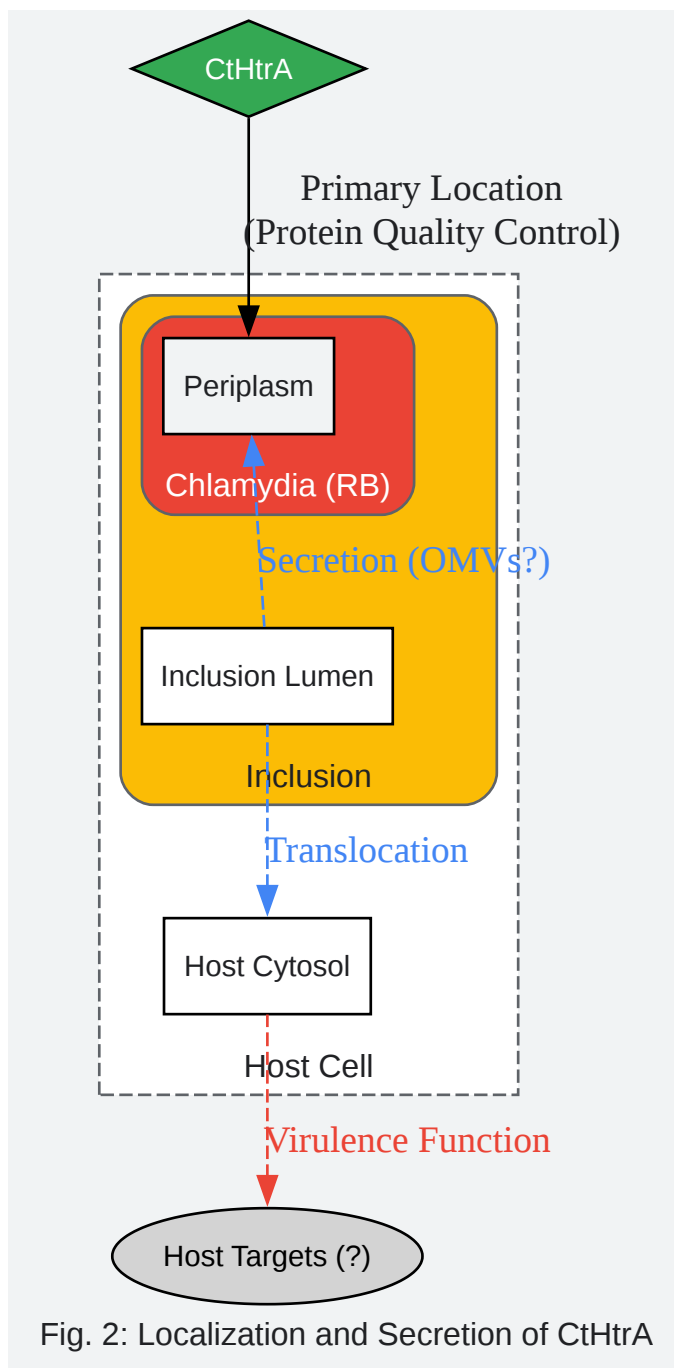 CtHtrA
Primary Location
(Protein Quality Control)
Periplasm
Chlamydia (RB)
Secretion (OMVs?)
Inclusion Lumen
Inclusion
Translocation
Host Cytosol
Host Cell
Virulence Function
Host Targets (?)
Fig. 2: Localization and Secretion of CtHtrA